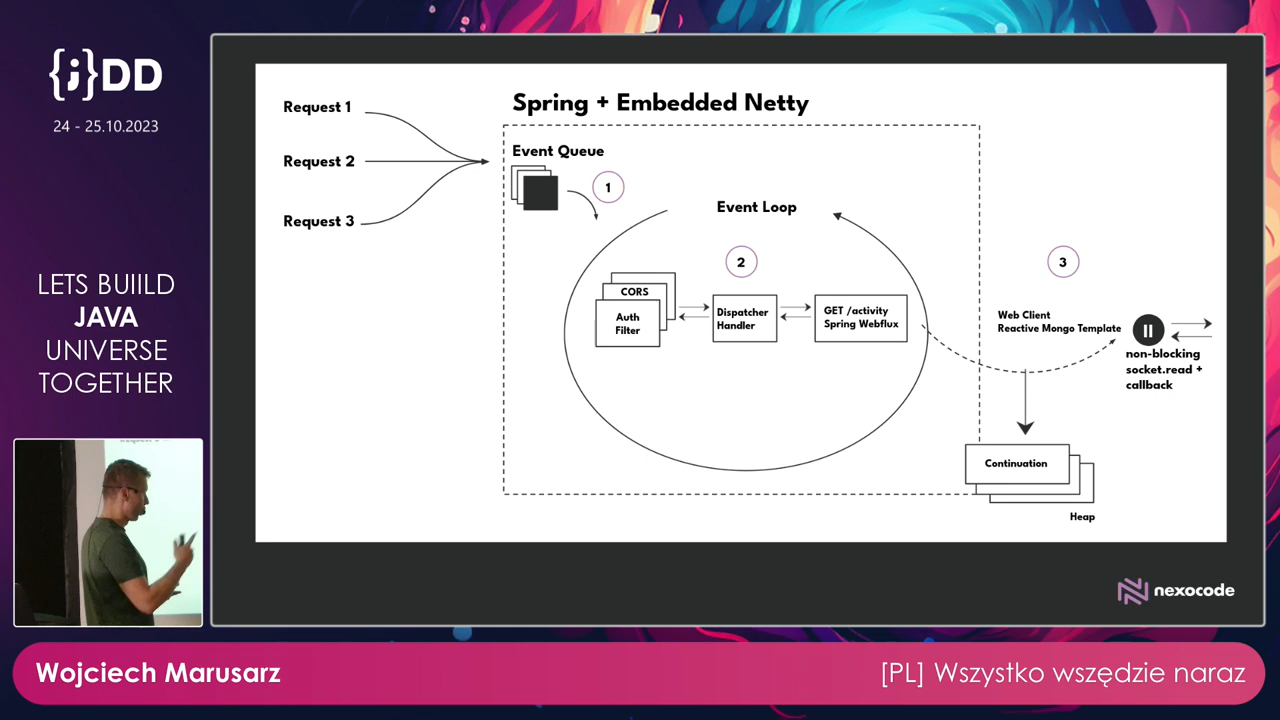 {j}DD
24 - 25.10.2023
LETS BUIILD
JAVA
UNIVERSE
TOGETHER
Request 1
Request 2
Request 3
Spring + Embedded Netty
Event Queue
1
Event Loop
2
3
CORS
Auth
Filter
Dispatcher
Handler
GET /activity
Spring Webflux
Web Client
Reactive Mongo Template
non-blocking
socket.read +
callback
Continuation
Heap
nexocode
Wojciech Marusarz
[PL] Wszystko wszędzie naraz